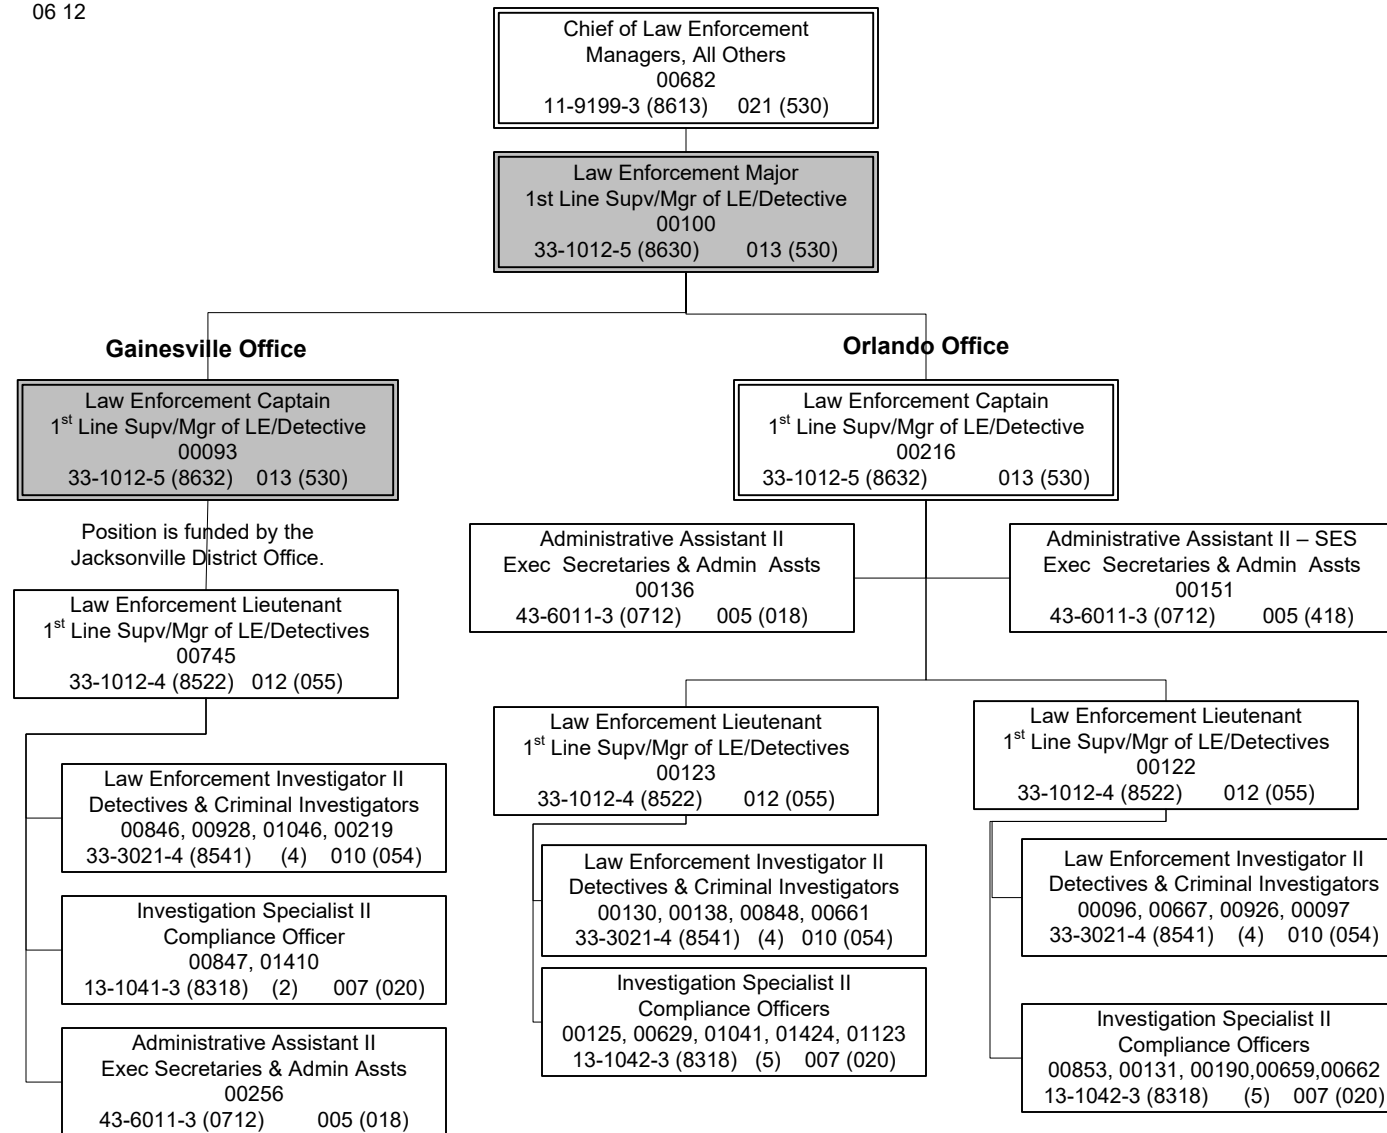 06 12
Chief of Law Enforcement
Managers, All Others
00682
11-9199-3 (8613) 021 (530)
Law Enforcement Major
1st Line Supv/Mgr of LE/Detective
00100
33-1012-5 (8630) 013 (530)
Gainesville Office
Law Enforcement Captain
1st Line Supv/Mgr of LE/Detective
00093
33-1012-5 (8632) 013 (530)
Position is funded by the
Jacksonville District Office.
Law Enforcement Lieutenant
1st Line Supv/Mgr of LE/Detectives
00745
33-1012-4 (8522) 012 (055)
Law Enforcement Investigator II
Detectives & Criminal Investigators
00846, 00928, 01046, 00219
33-3021-4 (8541) (4) 010 (054)
Investigation Specialist II
Compliance Officer
00847, 01410
13-1041-3 (8318) (2) 007 (020)
Administrative Assistant II
Exec Secretaries & Admin Assts
00256
43-6011-3 (0712) 005 (018)
Orlando Office
Law Enforcement Captain
1st Line Supv/Mgr of LE/Detective
00216
33-1012-5 (8632) 013 (530)
Administrative Assistant II
Exec Secretaries & Admin Assts
00136
43-6011-3 (0712) 005 (018)
Administrative Assistant II – SES
Exec Secretaries & Admin Assts
00151
43-6011-3 (0712) 005 (418)
Law Enforcement Lieutenant
1st Line Supv/Mgr of LE/Detectives
00123
33-1012-4 (8522) 012 (055)
Law Enforcement Investigator II
Detectives & Criminal Investigators
00130, 00138, 00848, 00661
33-3021-4 (8541) (4) 010 (054)
Investigation Specialist II
Compliance Officers
00125, 00629, 01041, 01424, 01123
13-1042-3 (8318) (5) 007 (020)
Law Enforcement Lieutenant
1st Line Supv/Mgr of LE/Detectives
00122
33-1012-4 (8522) 012 (055)
Law Enforcement Investigator II
Detectives & Criminal Investigators
00096, 00667, 00926, 00097
33-3021-4 (8541) (4) 010 (054)
Investigation Specialist II
Compliance Officers
00853, 00131, 00190,00659,00662
13-1042-3 (8318) (5) 007 (020)